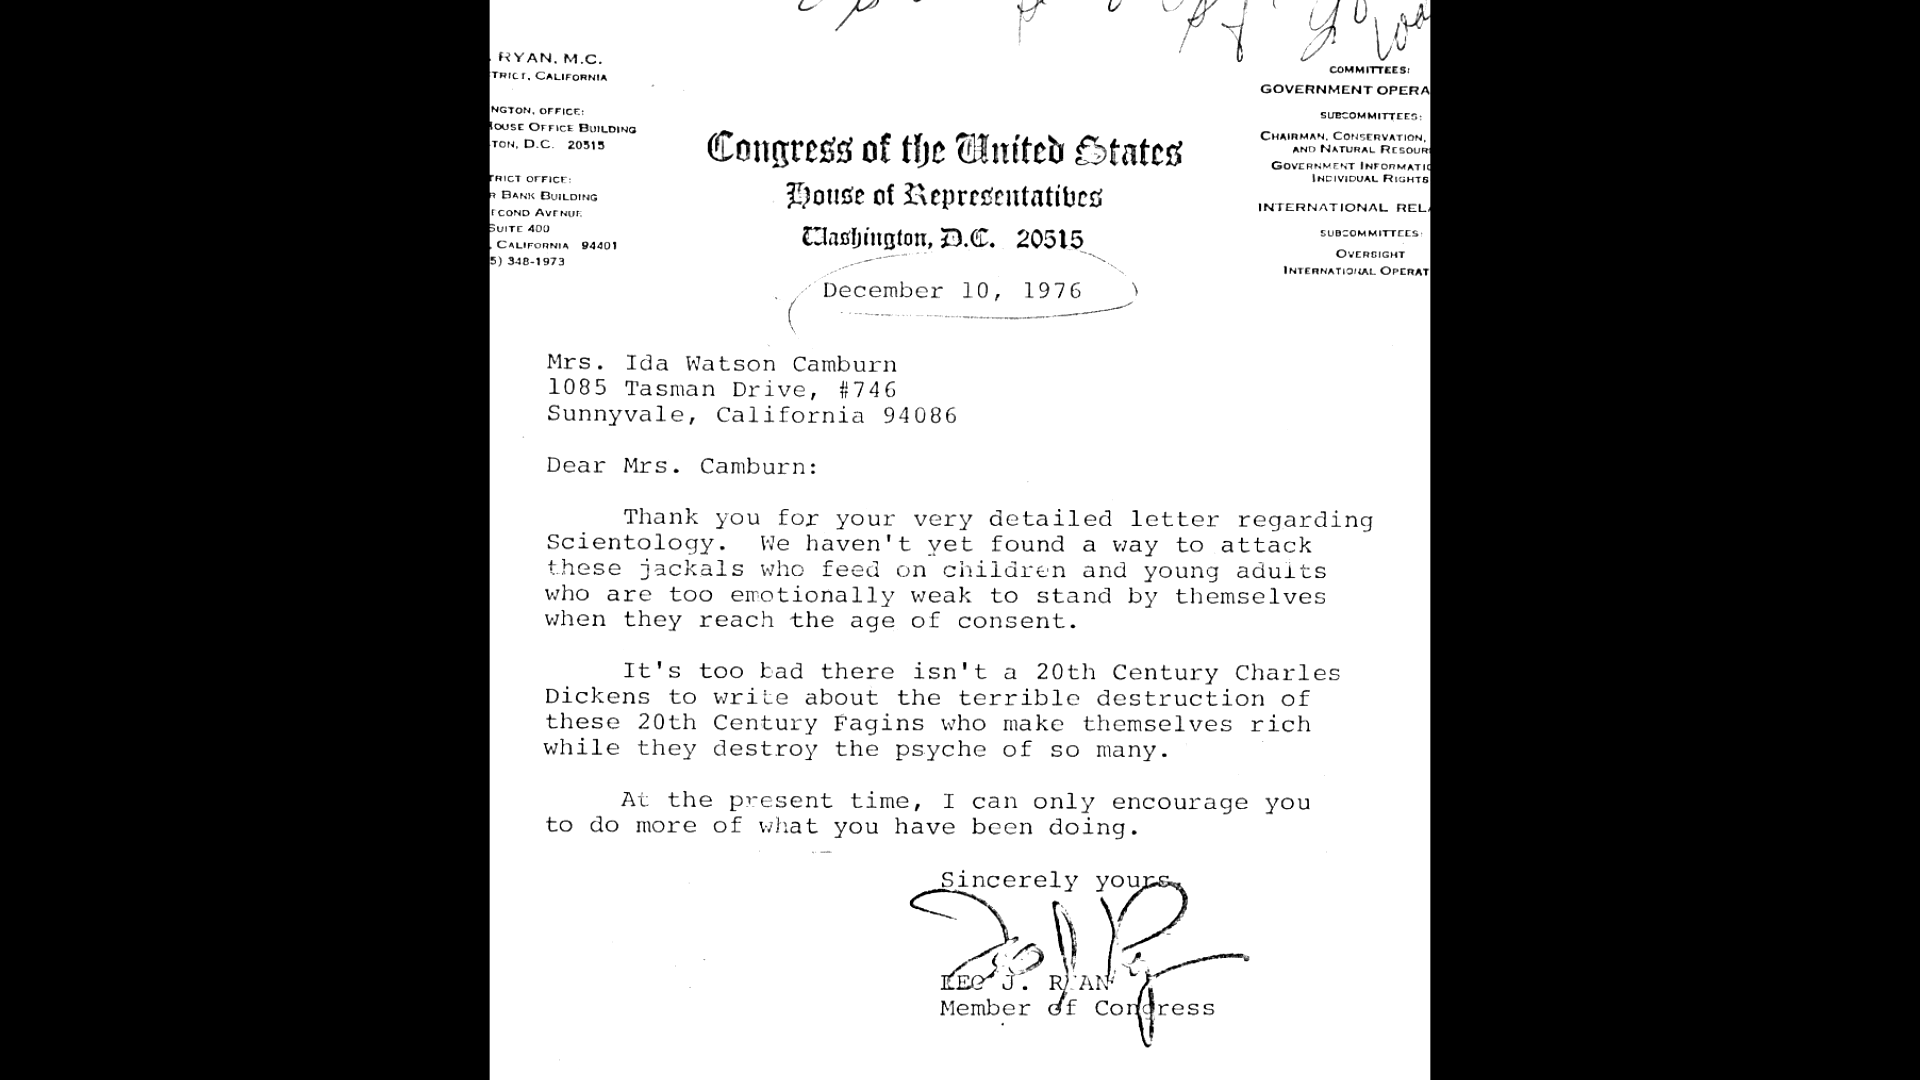 RYAN, M.C.
TRICT, CALIFORNIA
NGTON, OFFICE:
HOUSE OFFICE BUILDING
TON, D.C. 20515
TRICT OFFICE:
R BANK BUILDING
COND AVENUE
SUITE 400
, CALIFORNIA 94401
5) 348-1973
COMMITTEES:
GOVERNMENT OPERA
SUBCOMMITTEES:
CHAIRMAN, CONSERVATION,
AND NATURAL RESOUR
GOVERNMENT INFORMATIO
INDIVIDUAL RIGHTS
INTERNATIONAL REL
SUBCOMMITTEES:
OVERSIGHT
INTERNATIONAL OPERAT
Congress of the United States
House of Representatives
Washington, D.C. 20515
December 10, 1976
Mrs. Ida Watson Camburn
1085 Tasman Drive, #746
Sunnyvale, California 94086
Dear Mrs. Camburn:
Thank you for your very detailed letter regarding
Scientology. We haven't yet found a way to attack
these jackals who feed on children and young adults
who are too emotionally weak to stand by themselves
when they reach the age of consent.
It's too bad there isn't a 20th Century Charles
Dickens to write about the terrible destruction of
these 20th Century Fagins who make themselves rich
while they destroy the psyche of so many.
At the present time, I can only encourage you
to do more of what you have been doing.
Sincerely yours,
LEO J. RYAN
Member of Congress